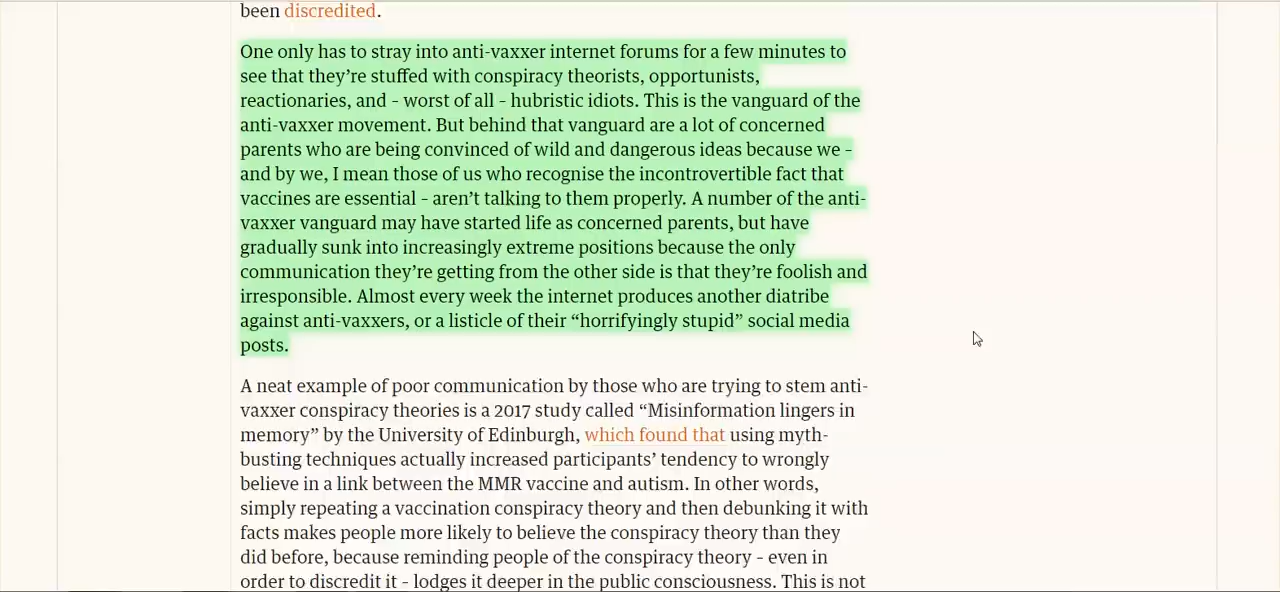 been discredited.
One only has to stray into anti-vaxxer internet forums for a few minutes to
see that they’re stuffed with conspiracy theorists, opportunists,
reactionaries, and – worst of all – hubristic idiots. This is the vanguard of the
anti-vaxxer movement. But behind that vanguard are a lot of concerned
parents who are being convinced of wild and dangerous ideas because we –
and by we, I mean those of us who recognise the incontrovertible fact that
vaccines are essential – aren’t talking to them properly. A number of the anti-
vaxxer vanguard may have started life as concerned parents, but have
gradually sunk into increasingly extreme positions because the only
communication they’re getting from the other side is that they’re foolish and
irresponsible. Almost every week the internet produces another diatribe
against anti-vaxxers, or a listicle of their “horrifyingly stupid” social media
posts.
A neat example of poor communication by those who are trying to stem anti-
vaxxer conspiracy theories is a 2017 study called “Misinformation lingers in
memory” by the University of Edinburgh, which found that using myth-
busting techniques actually increased participants’ tendency to wrongly
believe in a link between the MMR vaccine and autism. In other words,
simply repeating a vaccination conspiracy theory and then debunking it with
facts makes people more likely to believe the conspiracy theory than they
did before, because reminding people of the conspiracy theory – even in
order to discredit it – lodges it deeper in the public consciousness. This is not